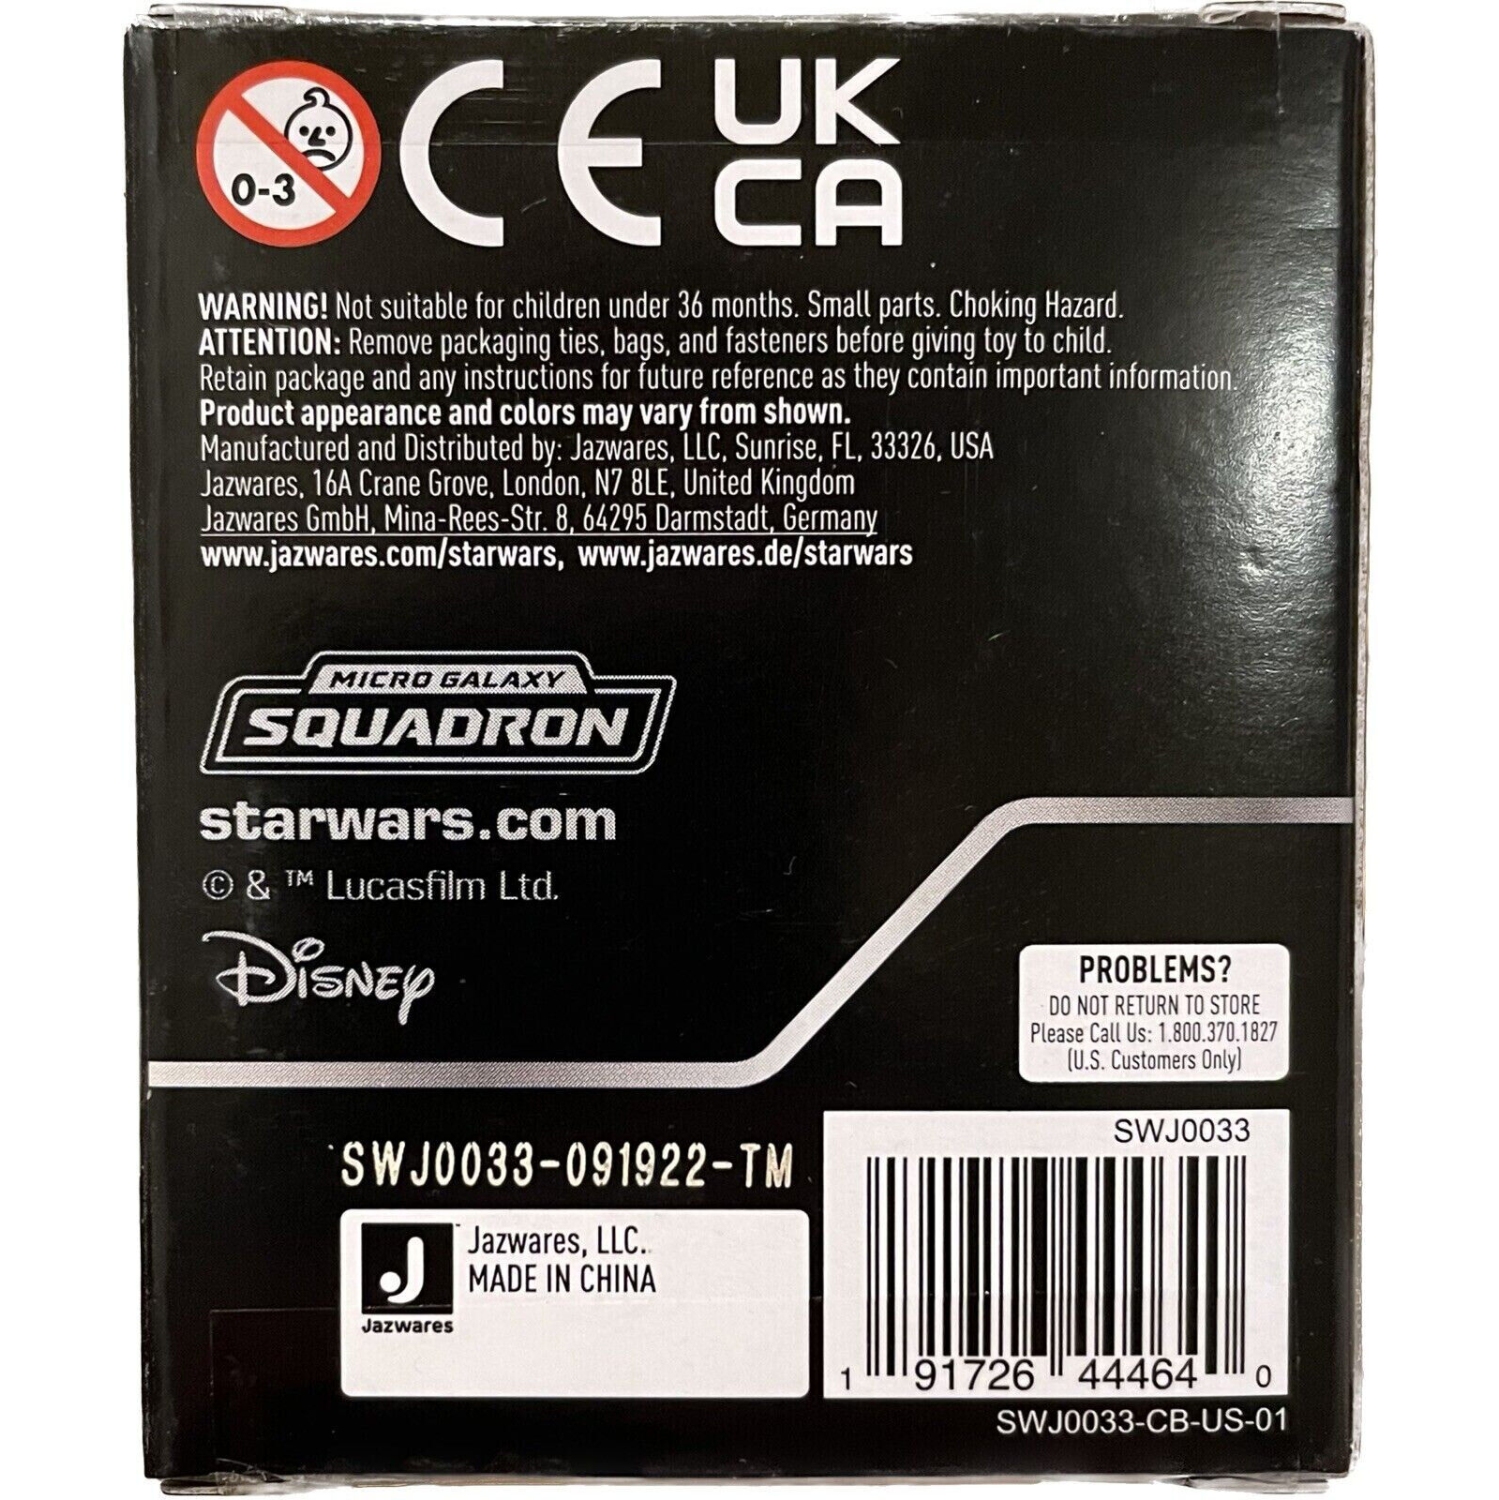 0-3
CE
UK
CA
WARNING! Not suitable for children under 36 months. Small parts. Choking Hazard.
ATTENTION: Remove packaging ties, bags, and fasteners before giving toy to child.
Retain package and any instructions for future reference as they contain important information.
Product appearance and colors may vary from shown.
Manufactured and Distributed by: Jazwares, LLC, Sunrise, FL, 33326, USA
Jazwares, 16A Crane Grove, London, N7 8LE, United Kingdom
Jazwares GmbH, Mina-Rees-Str. 8, 64295 Darmstadt, Germany
www.jazwares.com/starwars, www.jazwares.de/starwars
MICRO GALAXY
SQUADRON
starwars.com
© & ™ Lucasfilm Ltd.
Disney
PROBLEMS?
DO NOT RETURN TO STORE
Please Call Us: 1.800.370.1827
(U.S. Customers Only)
SWJ0033-091922-TM
J™
Jazwares
Jazwares, LLC.
MADE IN CHINA
SWJ0033
1 91726 44464 0
SWJ0033-CB-US-01